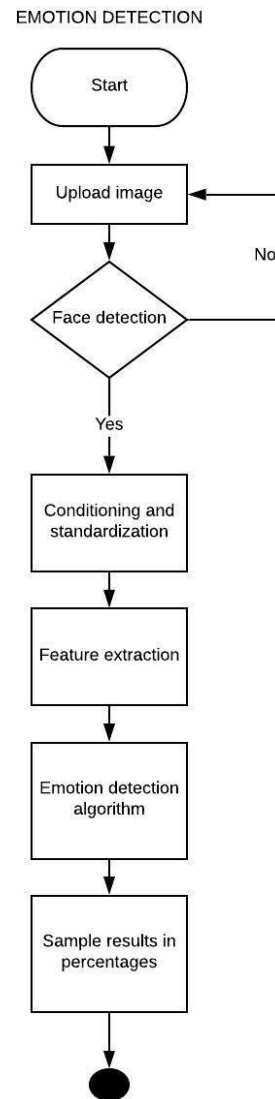 EMOTION DETECTION
Start
Upload image
No
Face detection
Yes
Conditioning and
standardization
Feature extraction
Emotion detection
algorithm
Sample results in
percentages